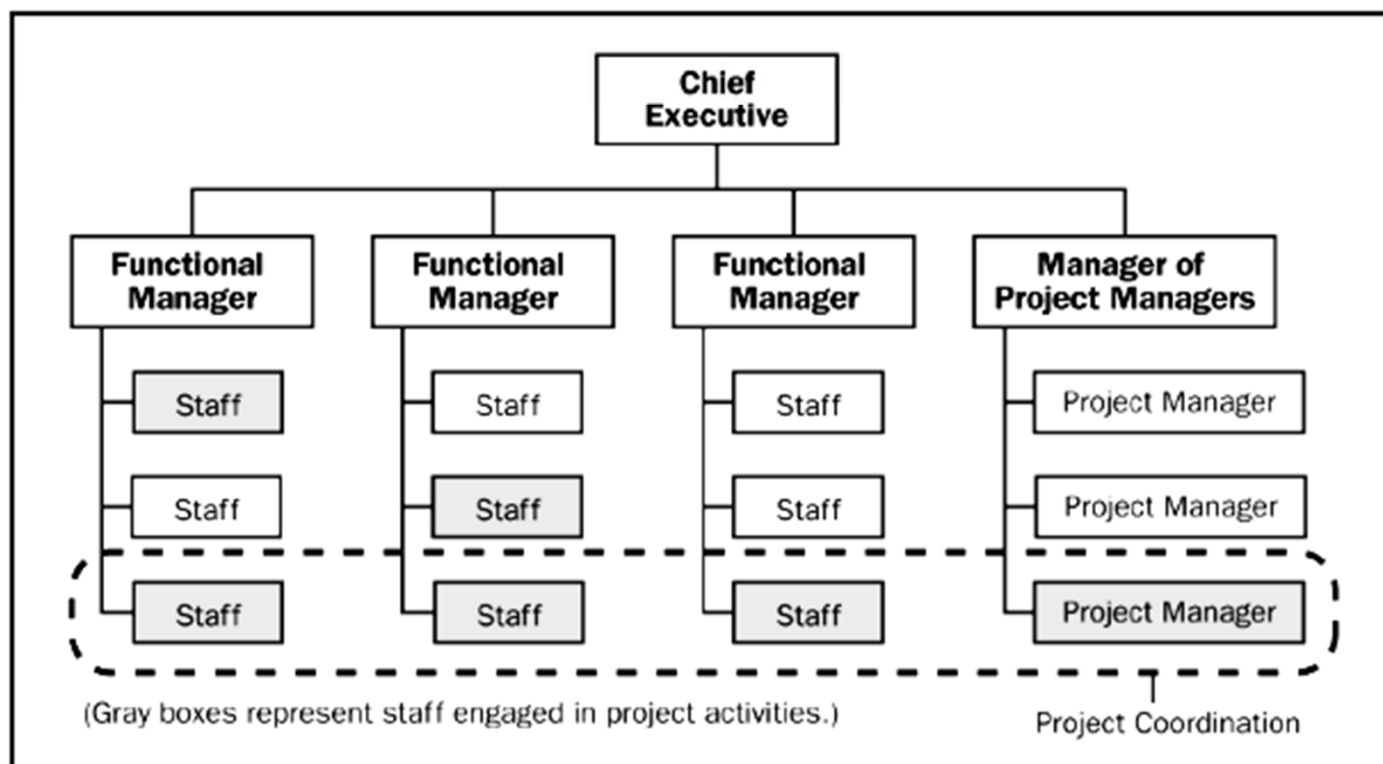 Chief
Executive
Functional
Manager
Functional
Manager
Functional
Manager
Manager of
Project Managers
Staff
Staff
Staff
Project Manager
Staff
Staff
Staff
Project Manager
Staff
Staff
Staff
Project Manager
(Gray boxes represent staff engaged in project activities.)
Project Coordination